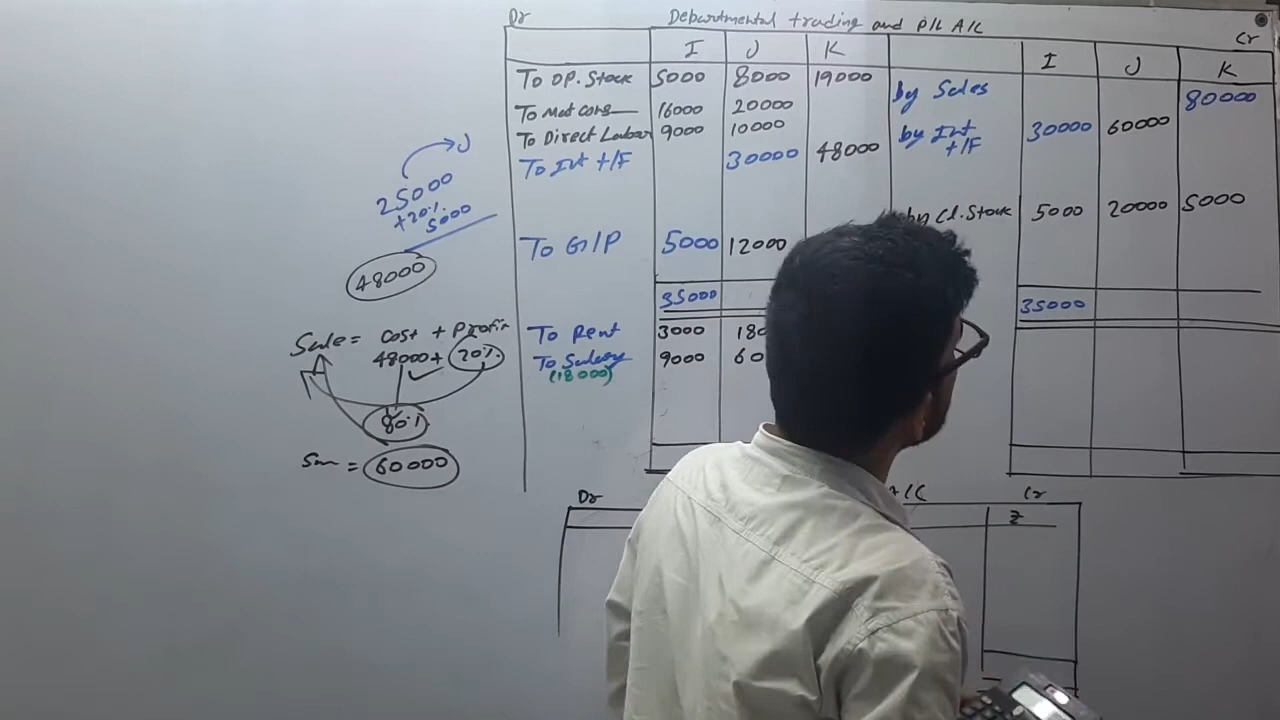 Dr Departmental trading and P/L A/C Cr
I J K I J K
To OP. Stock 5000 8000 19000 by Sales 80000
To Mat cons 16000 20000
To Direct Labour 9000 10000 by Int t/f 30000 60000
To Int t/f 30000 48000
by Cl. Stock 5000 20000 5000
To G/P 5000 12000
35000 35000
To Rent 3000 180
To Salary 9000 60
(18000)
J
25000
+20%
5000
48000
Sale = Cost + Profit
48000 + 20%
80%
= 60000
Dr A/C Cr